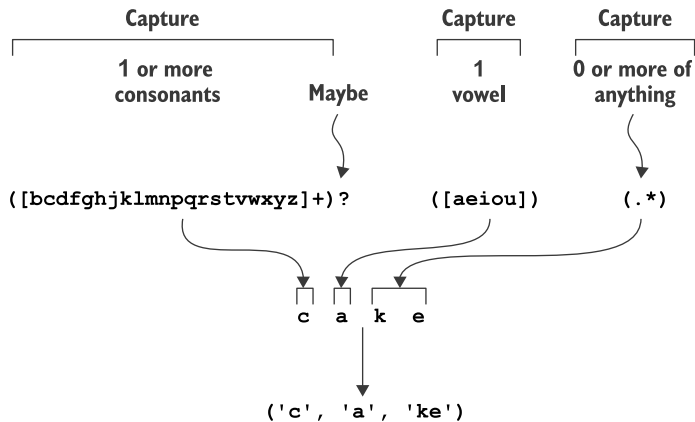 Capture Capture Capture
1 or more 1 0 or more of
consonants Maybe vowel anything
([bcdfghjklmnpqrstvwxyz]+)? ([aeiou]) (.*)
c a k e
('c', 'a', 'ke')